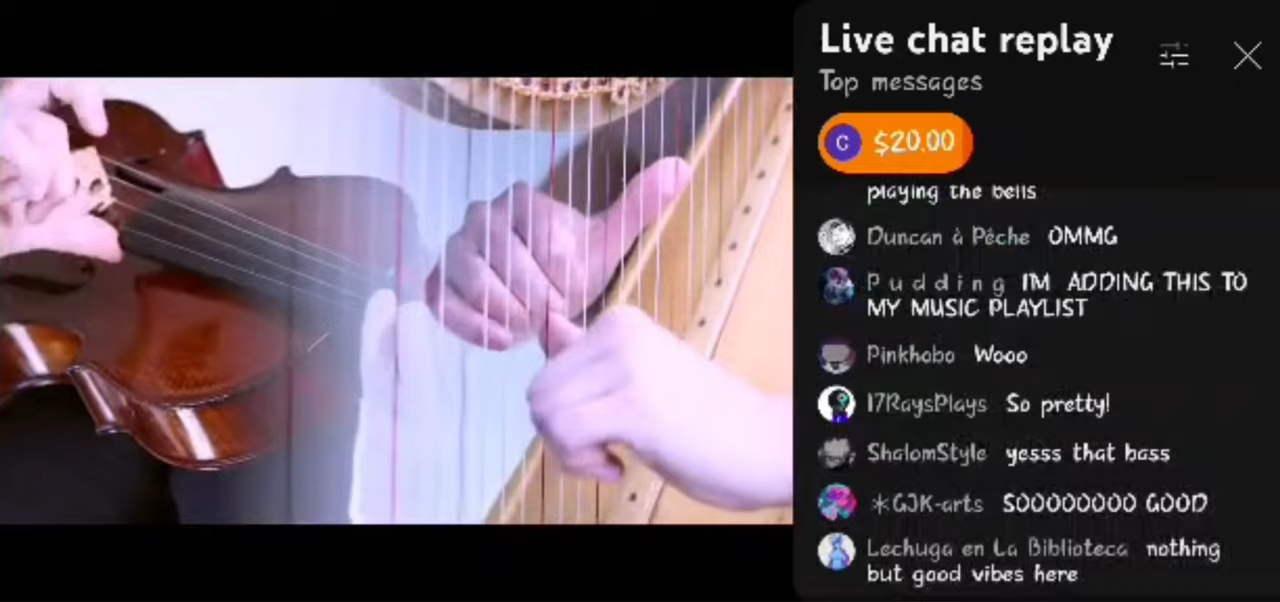 Live chat replay
Top messages
C $20.00
playing the bells
Duncan à Pêche OMMG
P u d d i n g IM ADDING THIS TO
MY MUSIC PLAYLIST
Pinkhobo Wooo
17RaysPlays So pretty!
ShalomStyle yesss that bass
*GJK-arts SOOOOOOOO GOOD
Lechuga en La Biblioteca nothing
but good vibes here